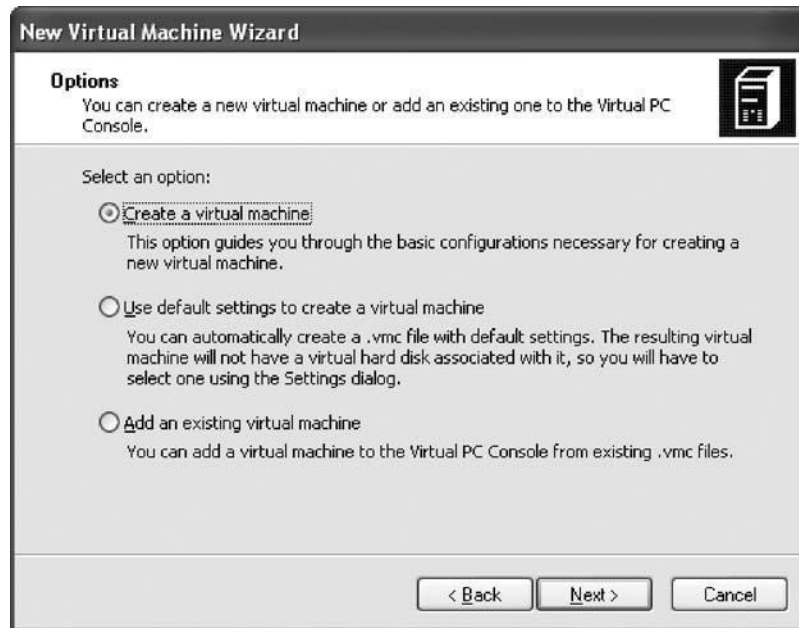 New Virtual Machine Wizard
Options
You can create a new virtual machine or add an existing one to the Virtual PC
Console.
Select an option:
Create a virtual machine
This option guides you through the basic configurations necessary for creating a
new virtual machine.
Use default settings to create a virtual machine
You can automatically create a .vmc file with default settings. The resulting virtual
machine will not have a virtual hard disk associated with it, so you will have to
select one using the Settings dialog.
Add an existing virtual machine
You can add a virtual machine to the Virtual PC Console from existing .vmc files.
< Back Next > Cancel